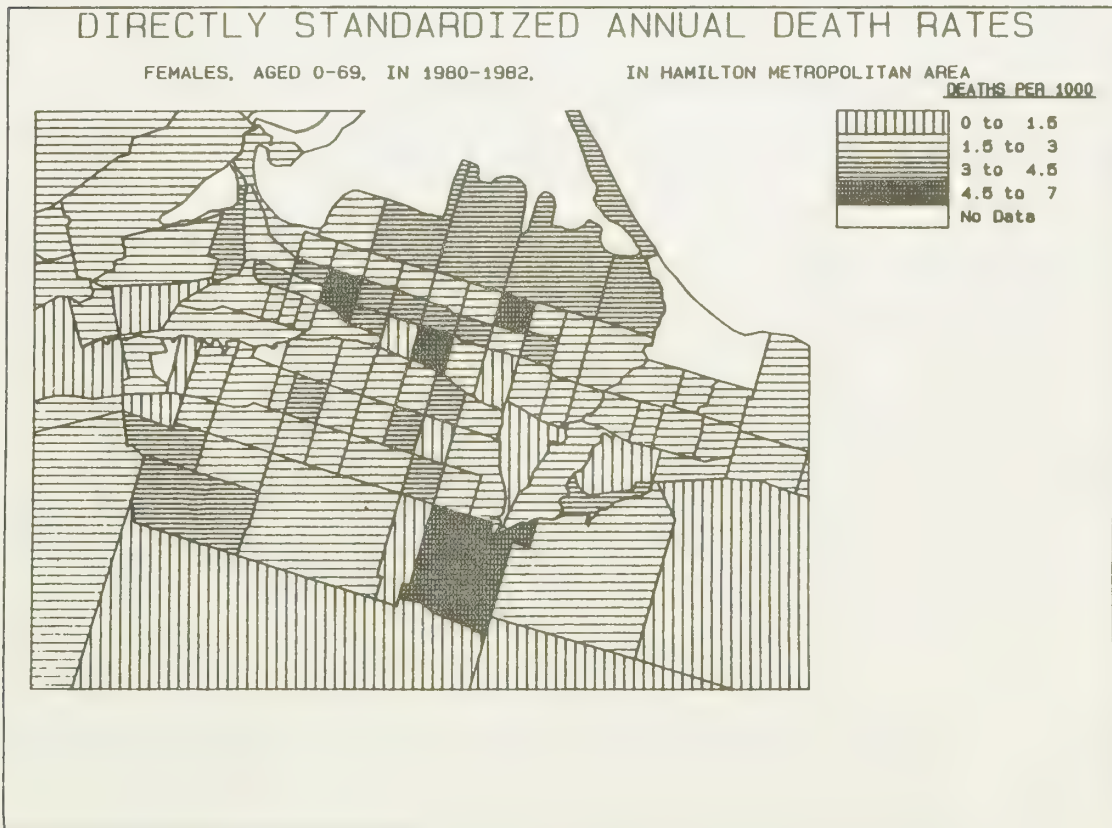 DIRECTLY STANDARDIZED ANNUAL DEATH RATES
FEMALES, AGED 0-69, IN 1980-1982, IN HAMILTON METROPOLITAN AREA
DEATHS PER 1000
0 to 1.5
1.5 to 3
3 to 4.5
4.5 to 7
No Data